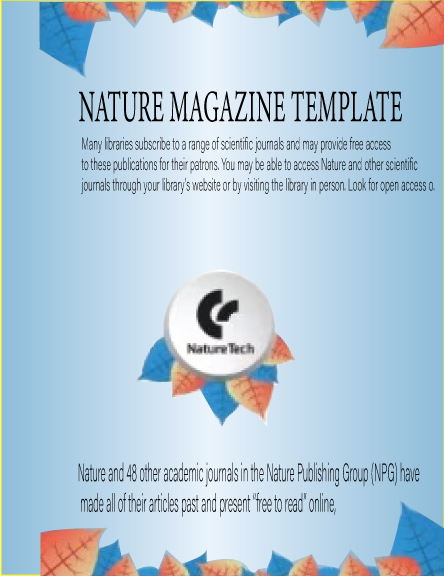 NATURE MAGAZINE TEMPLATE
Many libraries subscribe to a range of scientific journals and may provide free access
to these publications for their patrons. You may be able to access Nature and other scientific
journals through your library's website or by visiting the library in person. Look for open access o.
NatureTech
Nature and 48 other academic journals in the Nature Publishing Group (NPG) have
made all of their articles past and present “free to read” online,